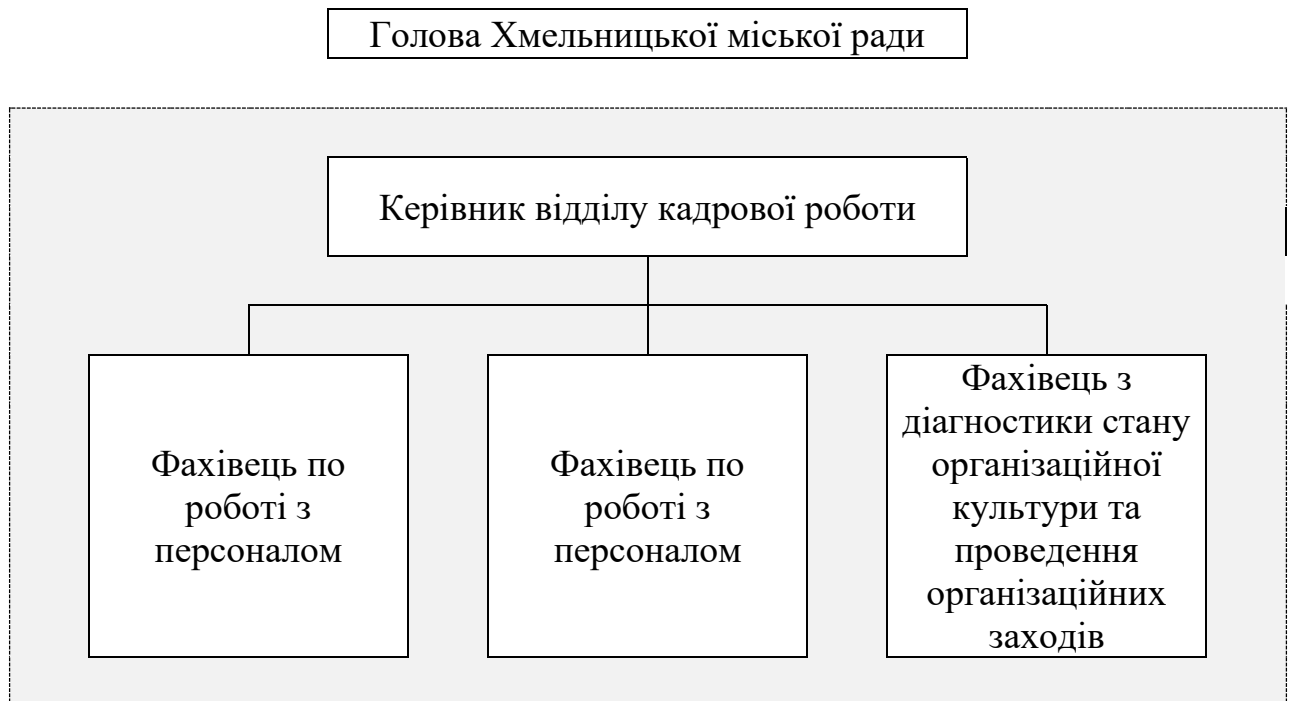 Голова Хмельницької міської ради
Керівник відділу кадрової роботи
Фахівець по
роботі з
персоналом
Фахівець по
роботі з
персоналом
Фахівець з
діагностики стану
організаційної
культури та
проведення
організаційних
заходів